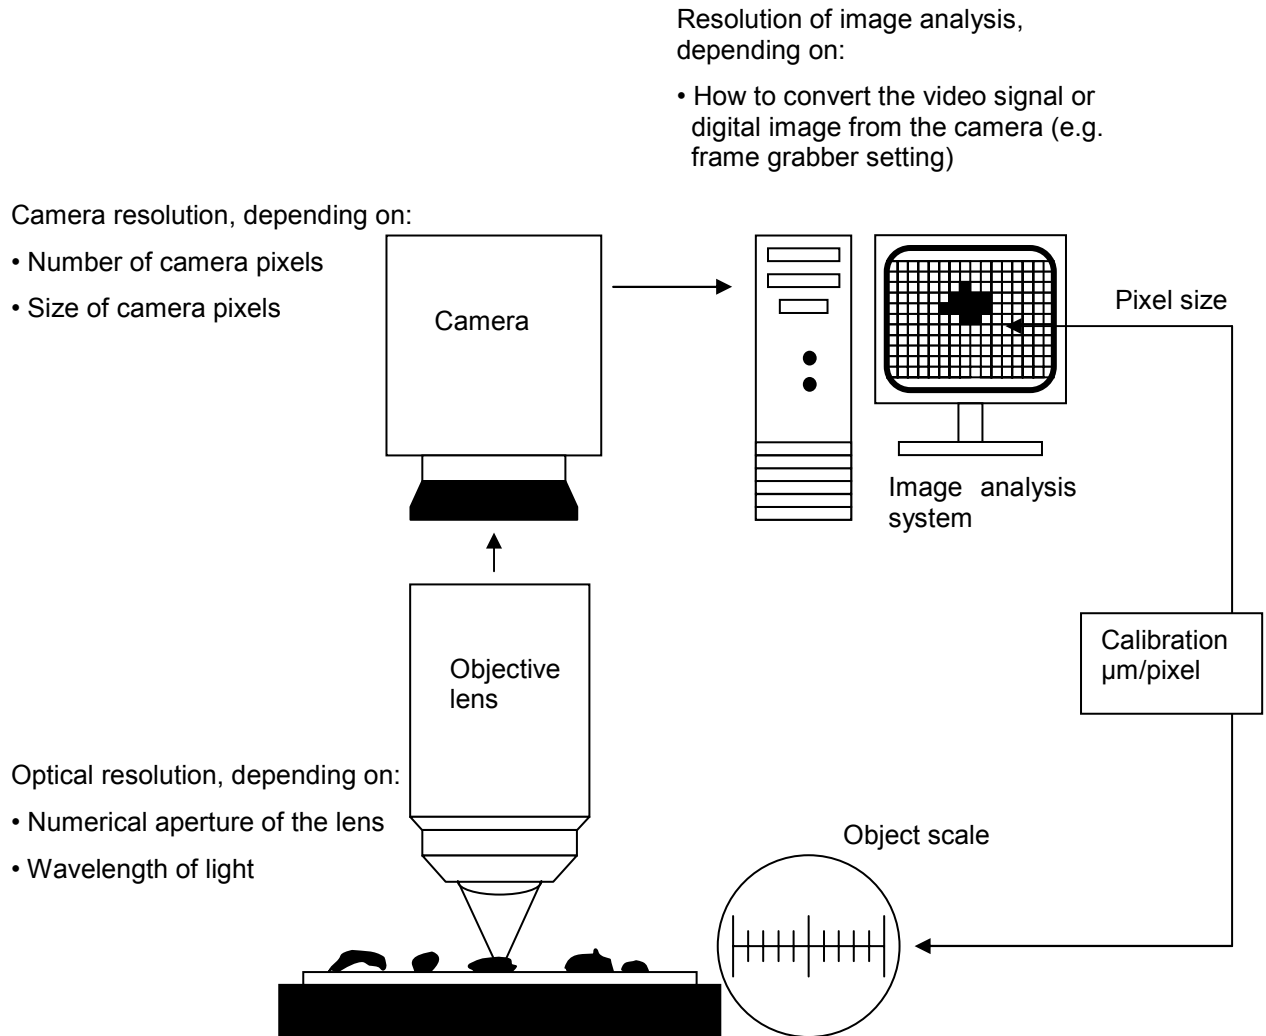 Resolution of image analysis,
depending on:
• How to convert the video signal or
digital image from the camera (e.g.
frame grabber setting)
Camera resolution, depending on:
• Number of camera pixels
• Size of camera pixels
Camera
Pixel size
Image analysis
system
Objective
lens
Calibration
µm/pixel
Optical resolution, depending on:
• Numerical aperture of the lens
• Wavelength of light
Object scale